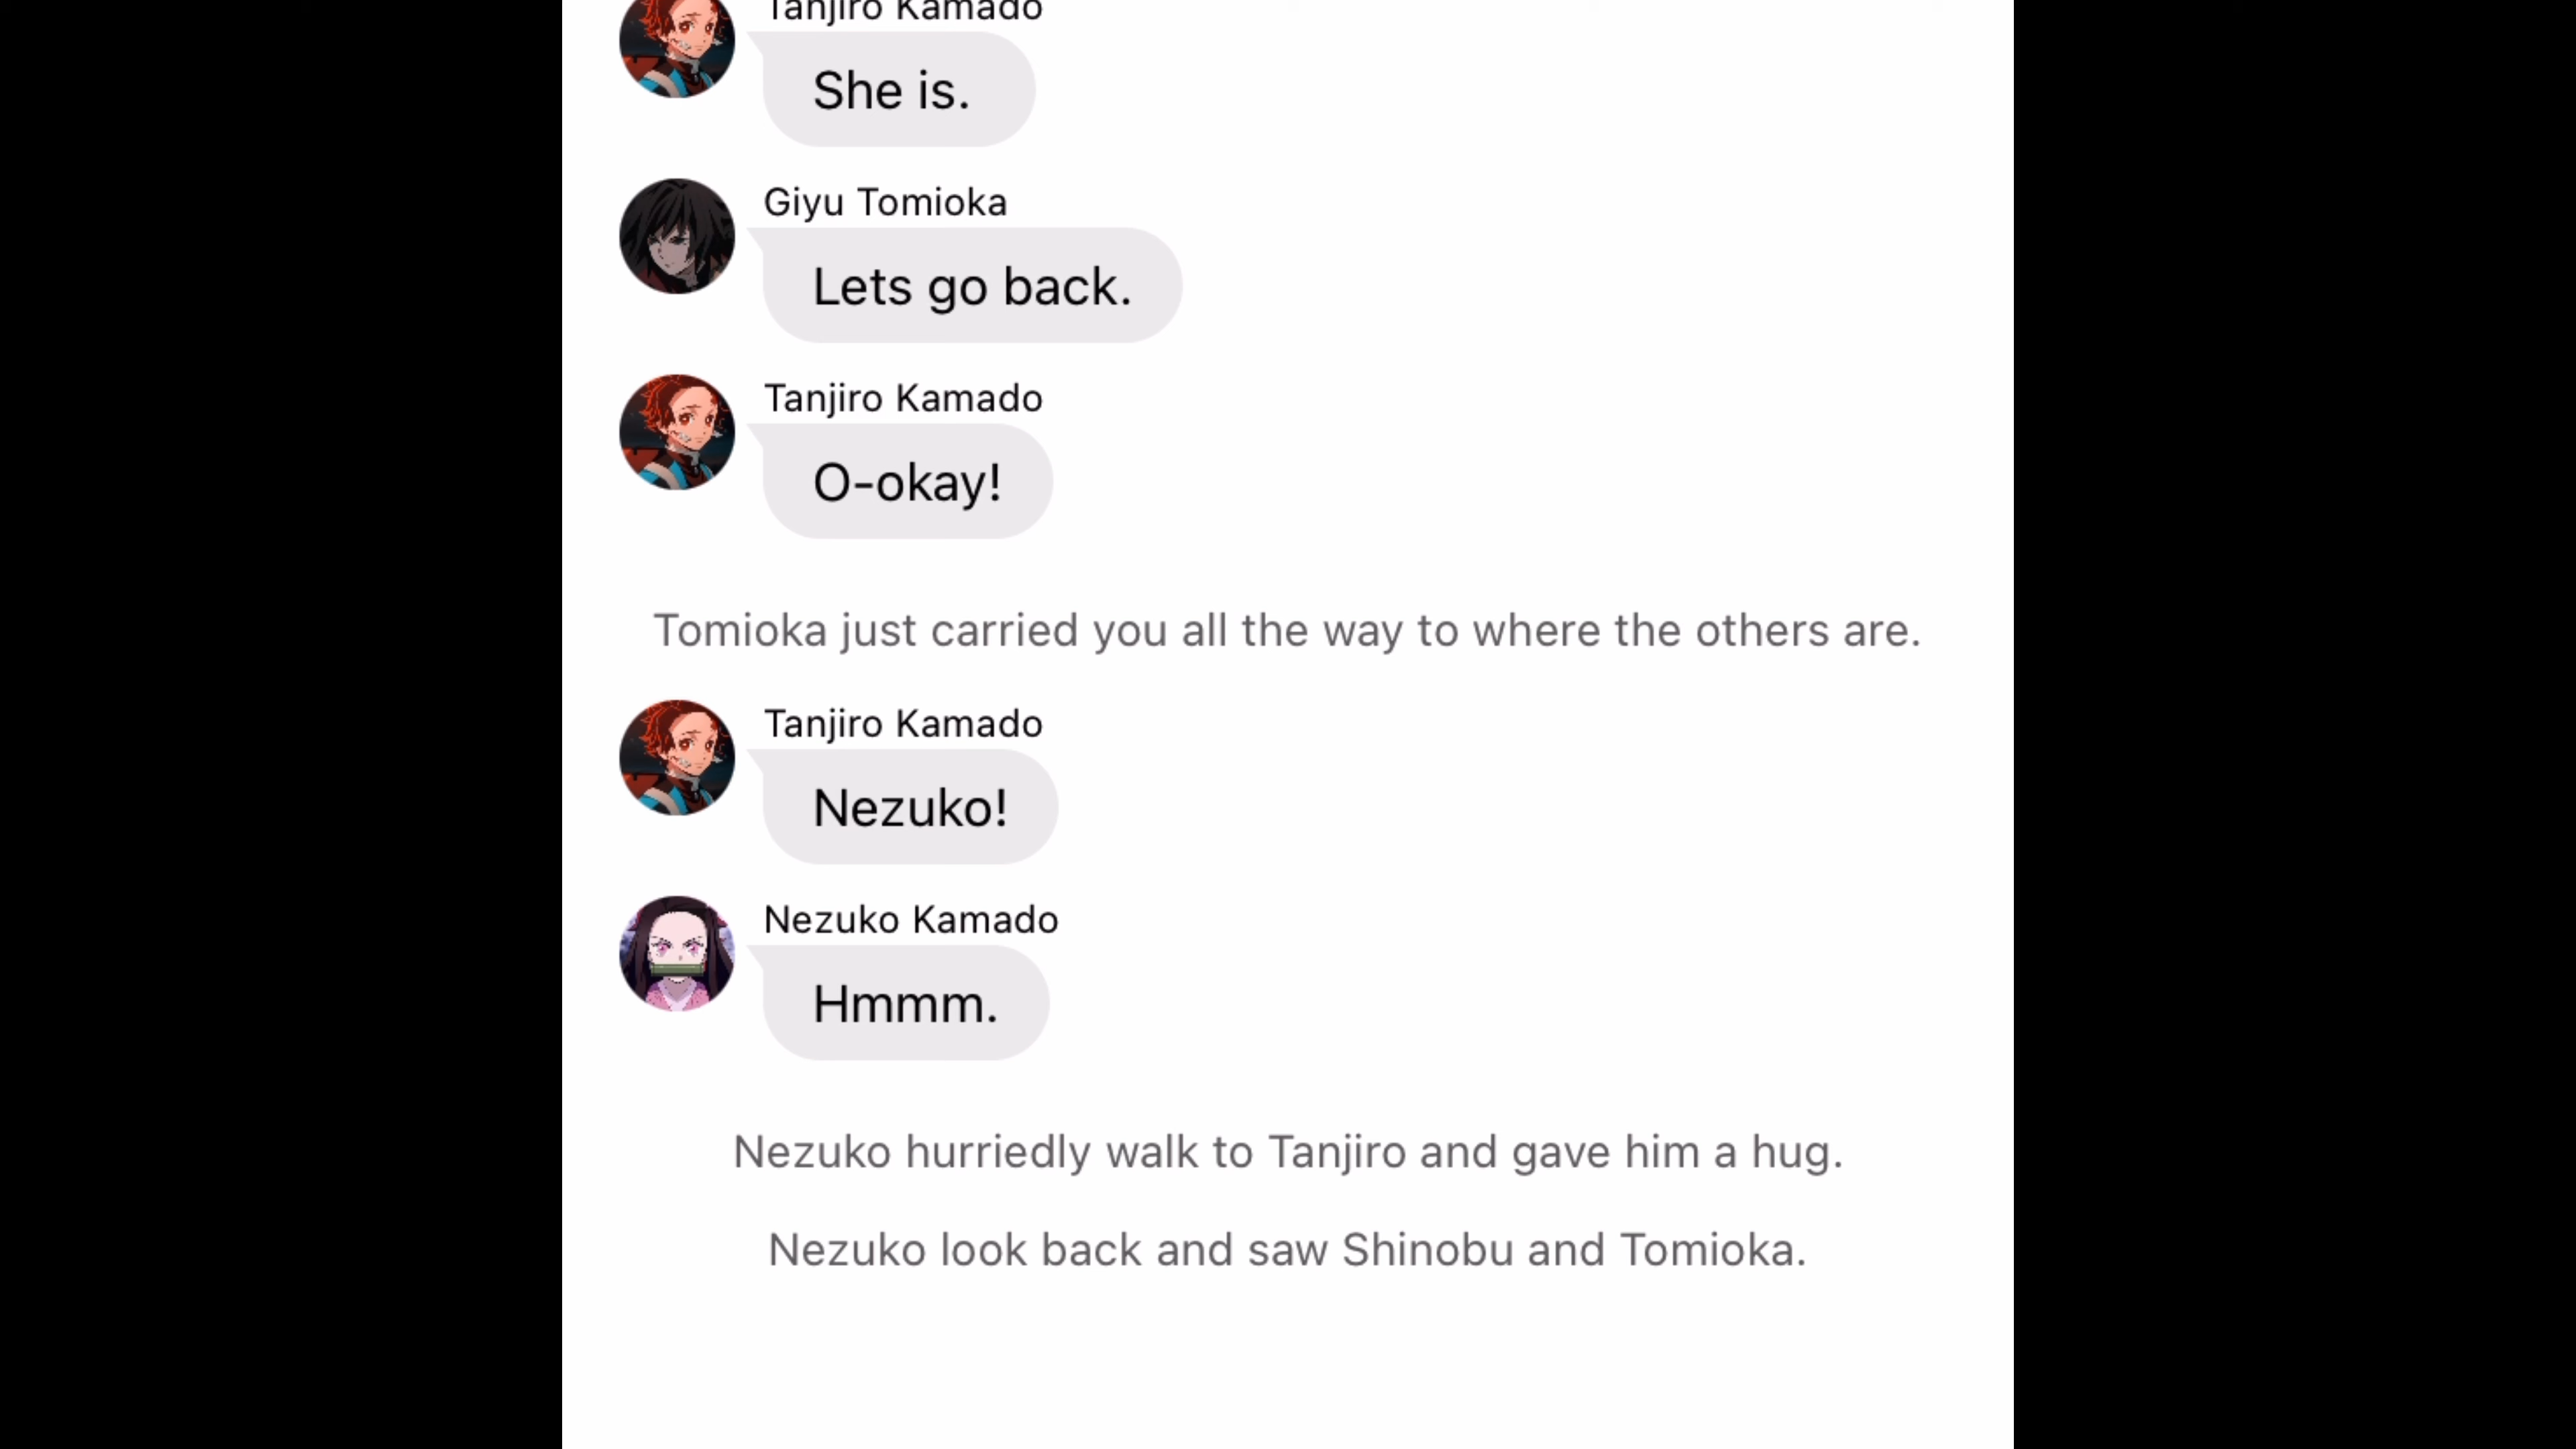 Tanjiro Kamado
She is.
Giyu Tomioka
Lets go back.
Tanjiro Kamado
O-okay!
Tomioka just carried you all the way to where the others are.
Tanjiro Kamado
Nezuko!
Nezuko Kamado
Hmmm.
Nezuko hurriedly walk to Tanjiro and gave him a hug.
Nezuko look back and saw Shinobu and Tomioka.